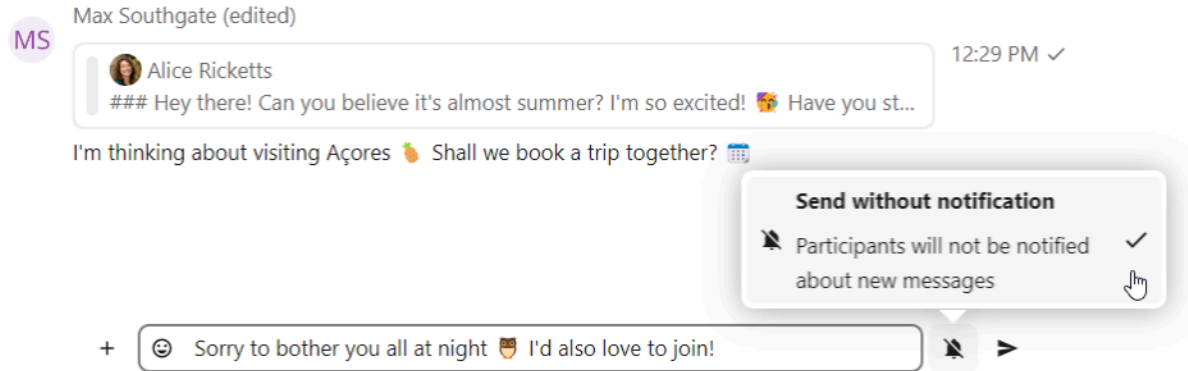 Max Southgate (edited)
MS
Alice Ricketts
12:29 PM
### Hey there! Can you believe it's almost summer? I'm so excited! 🥳 Have you st...
I'm thinking about visiting Açores 🍍 Shall we book a trip together? 🗓️
Send without notification
Participants will not be notified
about new messages
Sorry to bother you all at night 🦉 I'd also love to join!